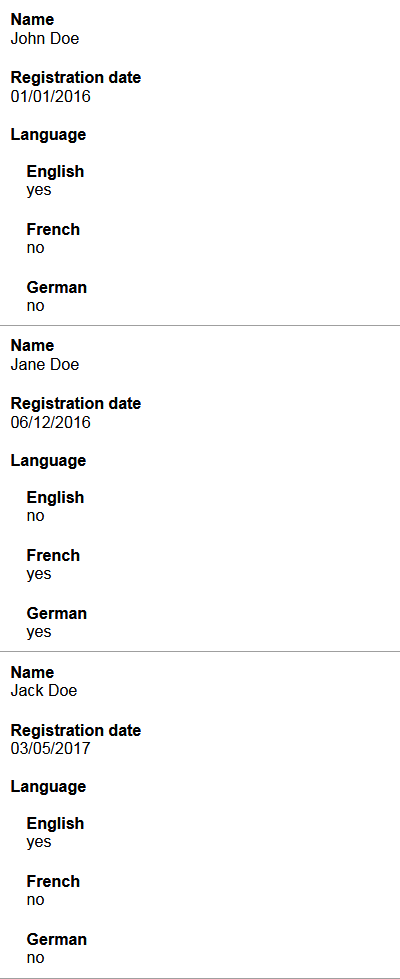 Name
John Doe
Registration date
01/01/2016
Language
English
yes
French
no
German
no
Name
Jane Doe
Registration date
06/12/2016
Language
English
no
French
yes
German
yes
Name
Jack Doe
Registration date
03/05/2017
Language
English
yes
French
no
German
no